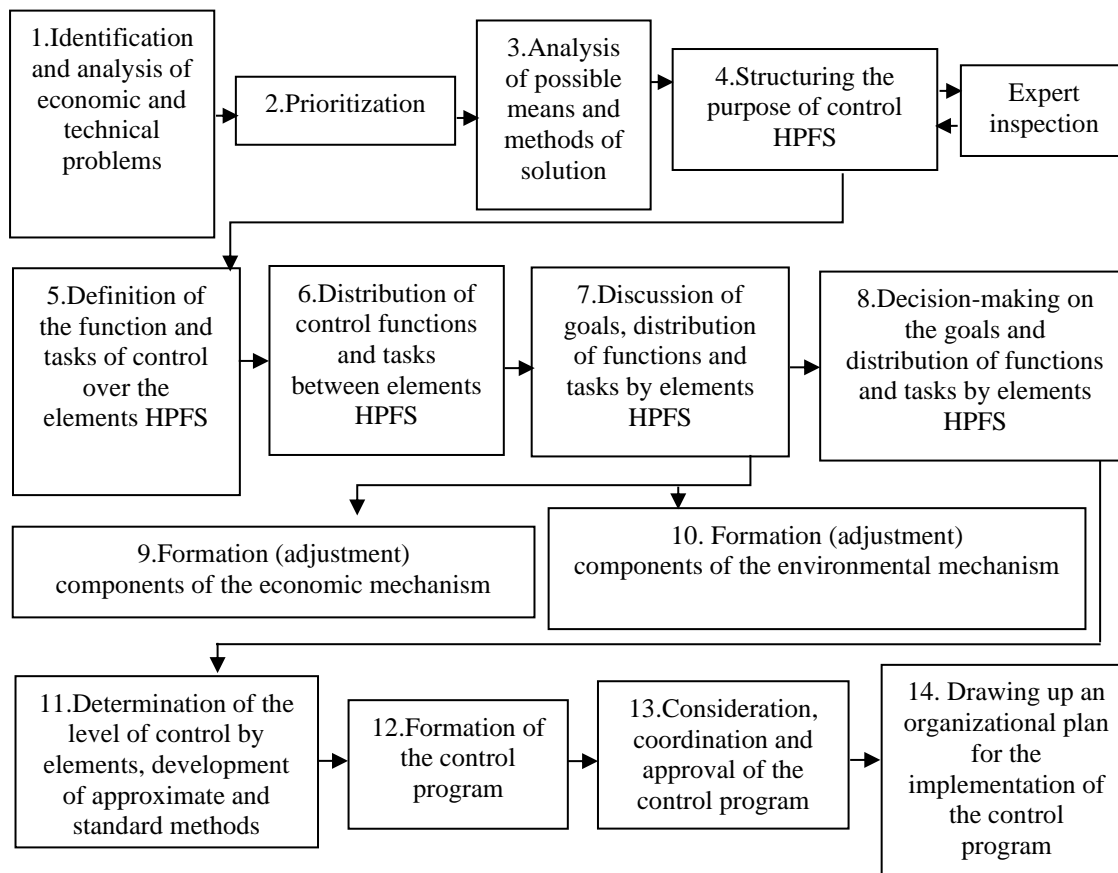 1.Identification
and analysis of
economic and
technical
problems
2.Prioritization
3.Analysis
of possible
means and
methods of
solution
4.Structuring the
purpose of control
HPFS
Expert
inspection
5.Definition of
the function and
tasks of control
over the
elements HPFS
6.Distribution of
control functions
and tasks
between elements
HPFS
7.Discussion of
goals, distribution
of functions and
tasks by elements
HPFS
8.Decision-making on
the goals and
distribution of functions
and tasks by elements
HPFS
9.Formation (adjustment)
components of the economic mechanism
10. Formation (adjustment)
components of the environmental mechanism
11.Determination of the
level of control by
elements, development
of approximate and
standard methods
12.Formation of
the control
program
13.Consideration,
coordination and
approval of the
control program
14. Drawing up an
organizational plan
for the
implementation of
the control
program